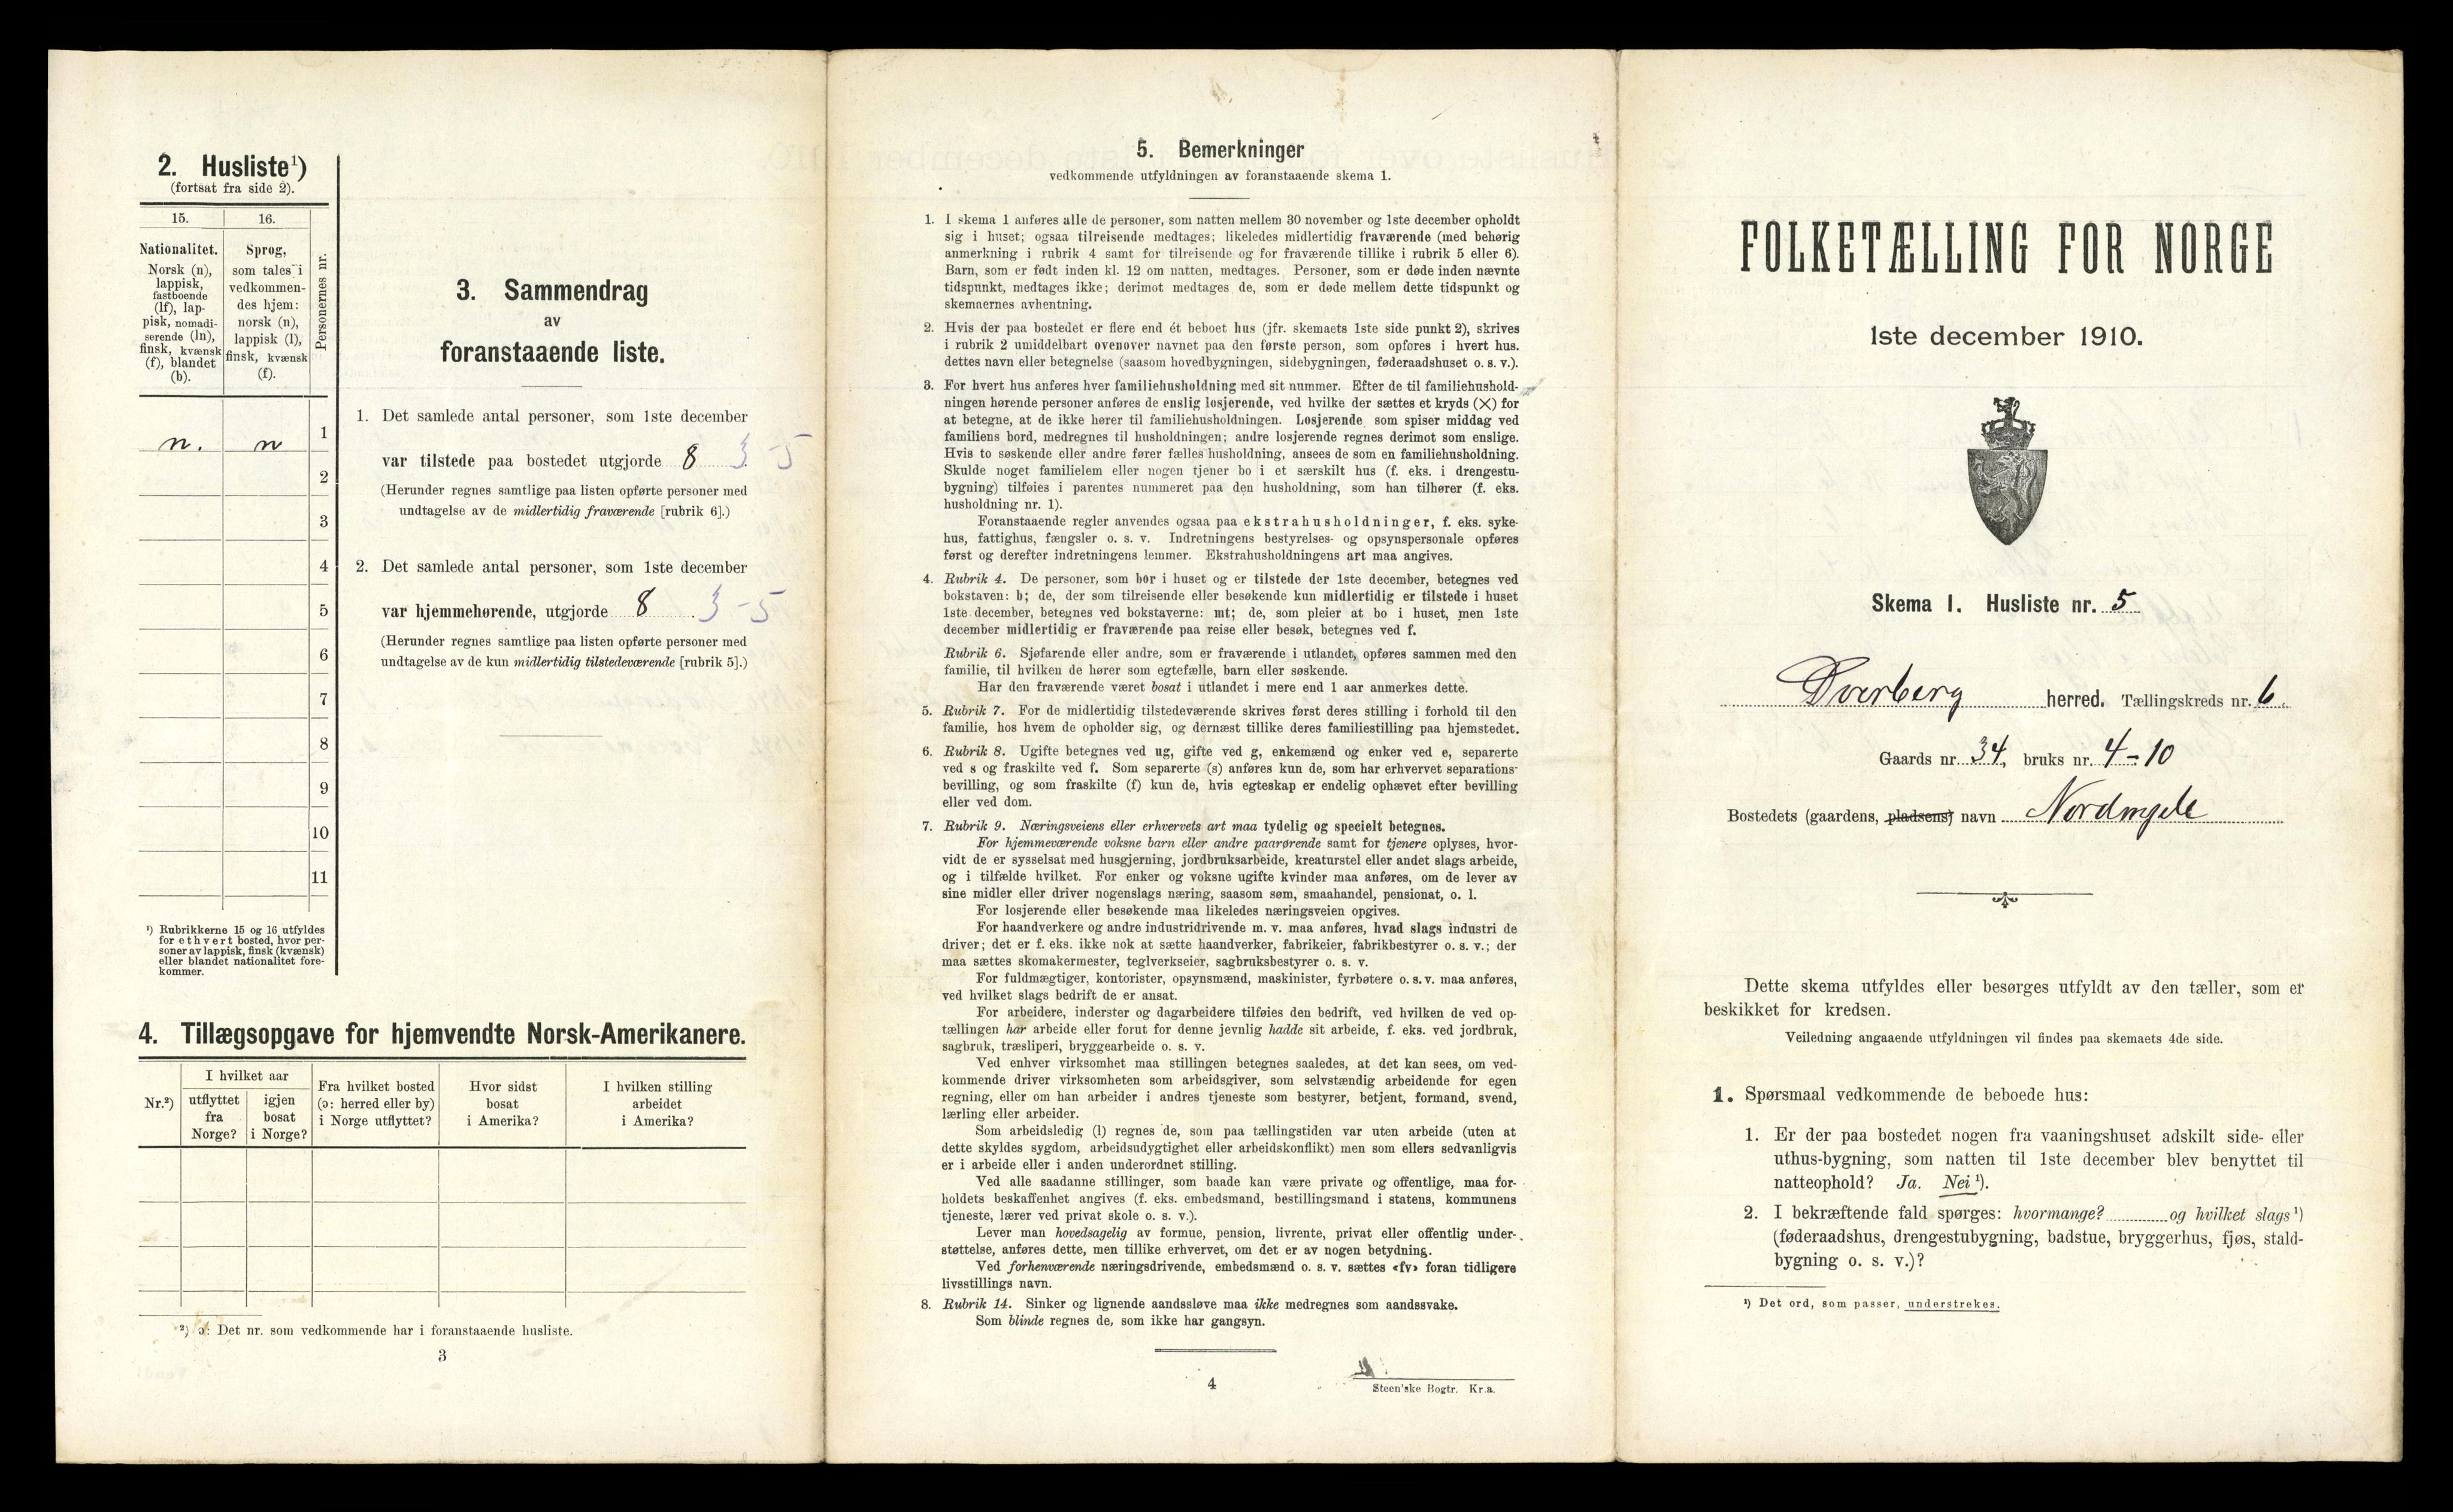 2. Husliste¹)
(fortsat fra side 2).
15. 16.
Personernes nr.
Nationalitet.
Norsk (n),
lappisk,
fastboende
(lf), lap-
pisk, nomadi-
serende (ln),
finsk, kvænsk
(f), blandet
(b).
Sprog,
som tales i
vedkommen-
des hjem:
norsk (n),
lappisk (l),
finsk, kvænsk
(f).
n. n 1
2
3
4
5
6
7
8
9
10
11
¹) Rubrikkerne 15 og 16 utfyldes
for ethvert bosted, hvor per-
soner av lappisk, finsk (kvænsk)
eller blandet nationalitet fore-
kommer.
3. Sammendrag
av
foranstaaende liste.
1. Det samlede antal personer, som 1ste december
var tilstede paa bostedet utgjorde 8 3-5
(Herunder regnes samtlige paa listen opførte personer med
undtagelse av de midlertidig fraværende [rubrik 6].)
2. Det samlede antal personer, som 1ste december
var hjemmehørende, utgjorde 8 3-5
(Herunder regnes samtlige paa listen opførte personer med
undtagelse av de kun midlertidig tilstedeværende [rubrik 5].)
4. Tillægsopgave for hjemvendte Norsk-Amerikanere.
Nr.²)
I hvilket aar
utflyttet
fra
Norge?
igjen
bosat
i Norge?
Fra hvilket bosted
(ɔ: herred eller by)
i Norge utflyttet?
Hvor sidst
bosat
i Amerika?
I hvilken stilling
arbeidet
i Amerika?
²) ɔ: Det nr. som vedkommende har i foranstaaende husliste.
3
5. Bemerkninger
vedkommende utfyldningen av foranstaaende skema 1.
1. I skema 1 anføres alle de personer, som natten mellem 30 november og 1ste december opholdt
sig i huset; ogsaa tilreisende medtages; likeledes midlertidig fraværende (med behørig
anmerkning i rubrik 4 samt for tilreisende og for fraværende tillike i rubrik 5 eller 6).
Barn, som er født inden kl. 12 om natten, medtages. Personer, som er døde inden nævnte
tidspunkt, medtages ikke; derimot medtages de, som er døde mellem dette tidspunkt og
skemaernes avhentning.
2. Hvis der paa bostedet er flere end ét beboet hus (jfr. skemaets 1ste side punkt 2), skrives
i rubrik 2 umiddelbart ovenover navnet paa den første person, som opføres i hvert hus.
dettes navn eller betegnelse (saasom hovedbygningen, sidebygningen, føderaadshuset o. s. v.).
3. For hvert hus anføres hver familiehusholdning med sit nummer. Efter de til familiehushold-
ningen hørende personer anføres de enslig losjerende, ved hvilke der sættes et kryds (X) for
at betegne, at de ikke hører til familiehusholdningen. Losjerende som spiser middag ved
familiens bord, medregnes til husholdningen; andre losjerende regnes derimot som enslige.
Hvis to søskende eller andre fører fælles husholdning, ansees de som en familiehusholdning.
Skulde noget familielem eller nogen tjener bo i et særskilt hus (f. eks. i drengestu-
bygning) tilføies i parentes nummeret paa den husholdning, som han tilhører (f. eks.
husholdning nr. 1).
Foranstaaende regler anvendes ogsaa paa ekstrahusholdninger, f. eks. syke-
hus, fattighus, fængsler o. s. v. Indretningens bestyrelses- og opsynspersonale opføres
først og derefter indretningens lemmer. Ekstrahusholdningens art maa angives.
4. Rubrik 4. De personer, som bor i huset og er tilstede der 1ste december, betegnes ved
bokstaven: b; de, der som tilreisende eller besøkende kun midlertidig er tilstede i huset
1ste december, betegnes ved bokstaverne: mt; de, som pleier at bo i huset, men 1ste
december midlertidig er fraværende paa reise eller besøk, betegnes ved f.
Rubrik 6. Sjøfarende eller andre, som er fraværende i utlandet, opføres sammen med den
familie, til hvilken de hører som egtefælle, barn eller søskende.
Har den fraværende været bosat i utlandet i mere end 1 aar anmerkes dette.
5. Rubrik 7. For de midlertidig tilstedeværende skrives først deres stilling i forhold til den
familie, hos hvem de opholder sig, og dernæst tillike deres familiestilling paa hjemstedet.
6. Rubrik 8. Ugifte betegnes ved ug, gifte ved g, enkemænd og enker ved e, separerte
ved s og fraskilte ved f. Som separerte (s) anføres kun de, som har erhvervet separations-
bevilling, og som fraskilte (f) kun de, hvis egteskap er endelig ophævet efter bevilling
eller ved dom.
7. Rubrik 9. Næringsveiens eller erhvervets art maa tydelig og specielt betegnes.
For hjemmeværende voksne barn eller andre paarørende samt for tjenere oplyses, hvor-
vidt de er sysselsat med husgjerning, jordbruksarbeide, kreaturstel eller andet slags arbeide,
og i tilfælde hvilket. For enker og voksne ugifte kvinder maa anføres, om de lever av
sine midler eller driver nogenslags næring, saasom søm, smaahandel, pensionat, o. l.
For losjerende eller besøkende maa likeledes næringsveien opgives.
For haandverkere og andre industridrivende m. v. maa anføres, hvad slags industri de
driver; det er f. eks. ikke nok at sætte haandverker, fabrikeier, fabrikbestyrer o. s. v.; der
maa sættes skomakermester, teglverkseier, sagbruksbestyrer o. s. v.
For fuldmægtiger, kontorister, opsynsmænd, maskinister, fyrbøtere o. s. v. maa anføres,
ved hvilket slags bedrift de er ansat.
For arbeidere, inderster og dagarbeidere tilføies den bedrift, ved hvilken de ved op-
tællingen har arbeide eller forut for denne jevnlig hadde sit arbeide, f. eks. ved jordbruk,
sagbruk, træsliperi, bryggearbeide o. s. v.
Ved enhver virksomhet maa stillingen betegnes saaledes, at det kan sees, om ved-
kommende driver virksomheten som arbeidsgiver, som selvstændig arbeidende for egen
regning, eller om han arbeider i andres tjeneste som bestyrer, betjent, formand, svend,
lærling eller arbeider.
Som arbeidsledig (l) regnes de, som paa tællingstiden var uten arbeide (uten at
dette skyldes sygdom, arbeidsudygtighet eller arbeidskonflikt) men som ellers sedvanligvis
er i arbeide eller i anden underordnet stilling.
Ved alle saadanne stillinger, som baade kan være private og offentlige, maa for-
holdets beskaffenhet angives (f. eks. embedsmand, bestillingsmand i statens, kommunens
tjeneste, lærer ved privat skole o. s. v.).
Lever man hovedsagelig av formue, pension, livrente, privat eller offentlig under-
støttelse, anføres dette, men tillike erhvervet, om det er av nogen betydning.
Ved forhenværende næringsdrivende, embedsmænd o. s. v. sættes «fv» foran tidligere
livsstillings navn.
8. Rubrik 14. Sinker og lignende aandssløve maa ikke medregnes som aandssvake.
Som blinde regnes de, som ikke har gangsyn.
4
Steen'ske Bogtr. Kr.a.
FOLKETÆLLING FOR NORGE
1ste december 1910.
Skema I. Husliste nr. 5
Dverberg herred. Tællingskreds nr. 6.
Gaards nr. 34, bruks nr. 4-10
Bostedets (gaardens, pladsens) navn Nordmyle
Dette skema utfyldes eller besørges utfyldt av den tæller, som er
beskikket for kredsen.
Veiledning angaaende utfyldningen vil findes paa skemaets 4de side.
1. Spørsmaal vedkommende de beboede hus:
1. Er der paa bostedet nogen fra vaaningshuset adskilt side- eller
uthus-bygning, som natten til 1ste december blev benyttet til
natteophold? Ja. Nei¹).
2. I bekræftende fald spørges: hvormange? og hvilket slags¹)
(føderaadshus, drengestubygning, badstue, bryggerhus, fjøs, stald-
bygning o. s. v.)?
¹) Det ord, som passer, understrekes.